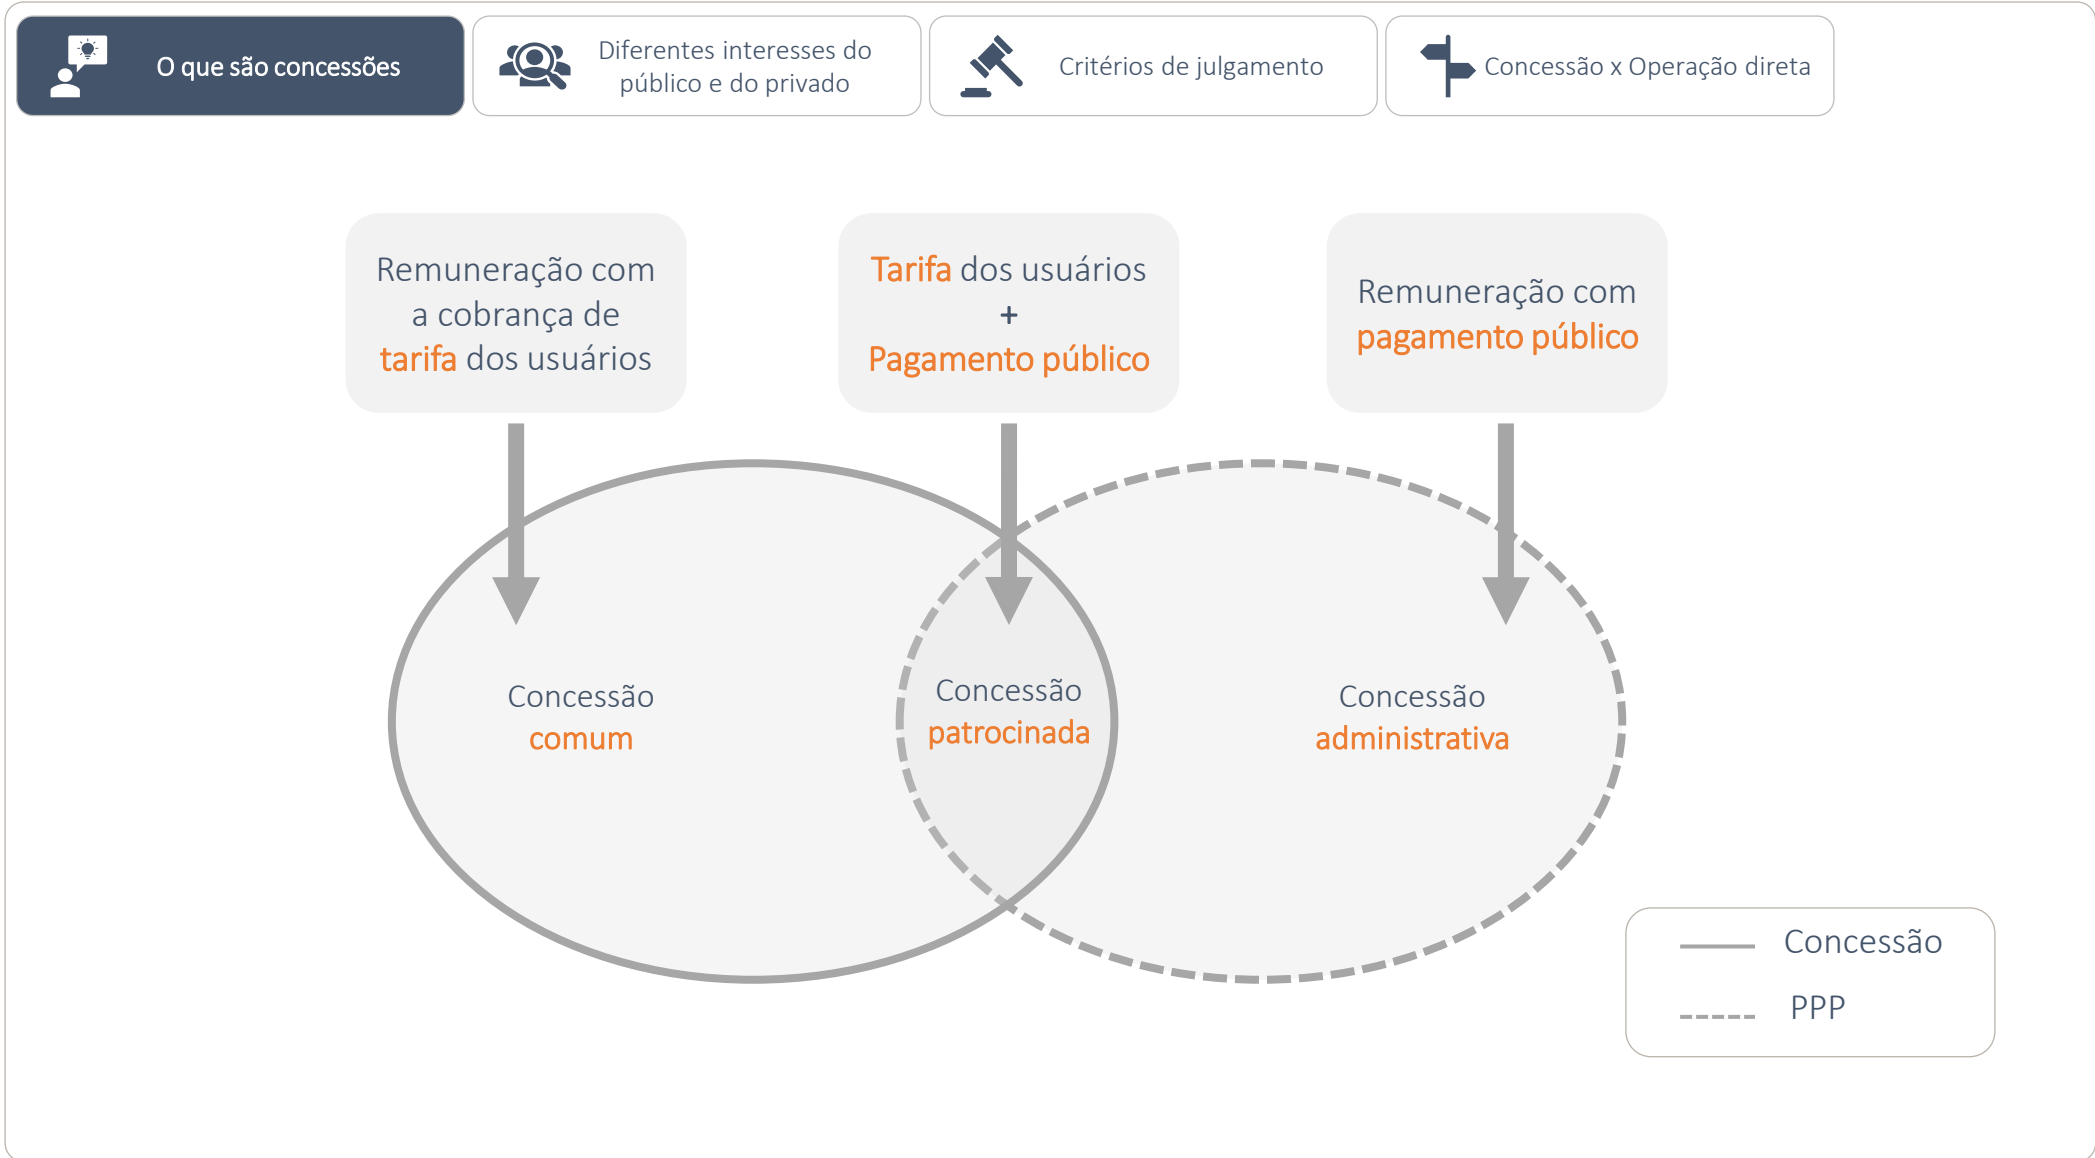 O que são concessões
Diferentes interesses do
público e do privado
Critérios de julgamento
Concessão x Operação direta
Remuneração com
a cobrança de
tarifa dos usuários
Tarifa dos usuários
+
Pagamento público
Remuneração com
pagamento público
Concessão
comum
Concessão
patrocinada
Concessão
administrativa
Concessão
PPP